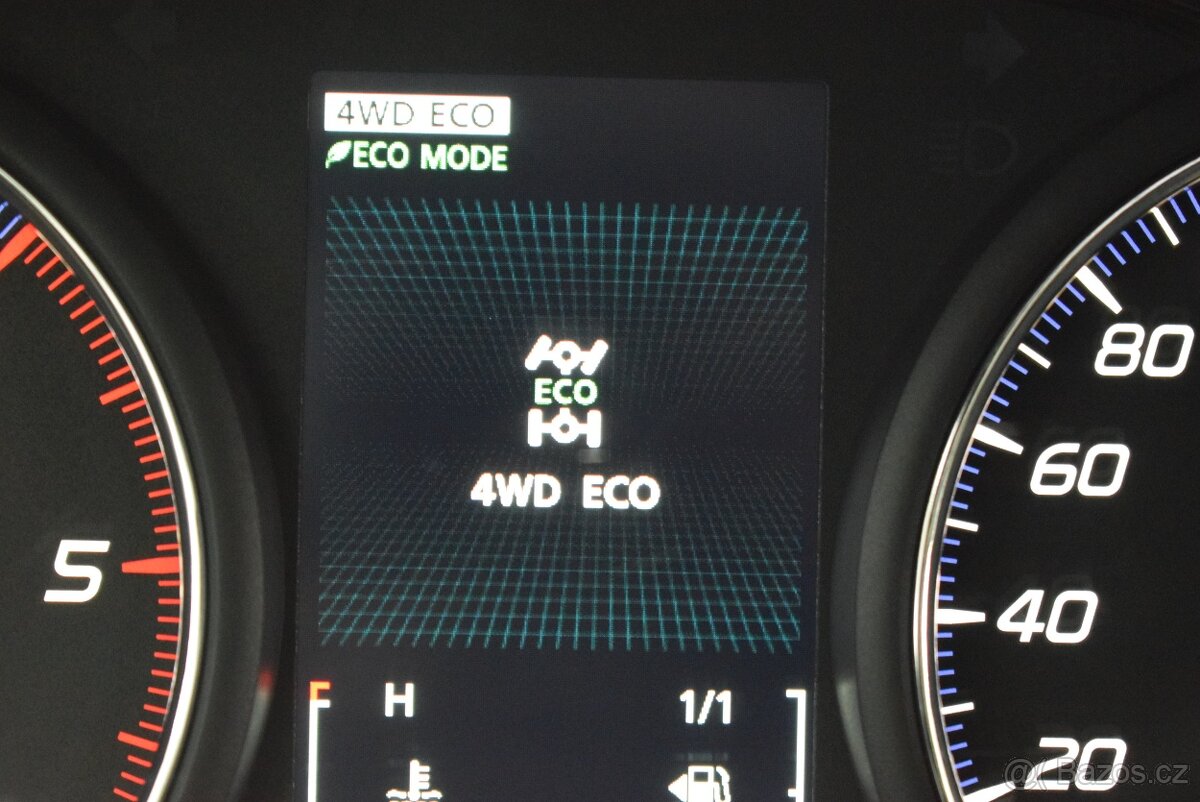 4WD ECO
ECO MODE
ECO
4WD ECO
5
80
60
40
20
H
1/1
@ Bazos.cz